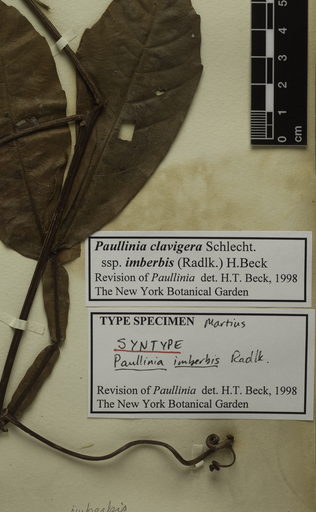 5
4
3
2
1
0
cm
Paullinia clavigera Schlecht.
ssp. imberbis (Radlk.) H.Beck
Revision of Paullinia det. H.T. Beck, 1998
The New York Botanical Garden
TYPE SPECIMEN Martius
SYNTYPE
Paullinia imberbis Radlk.
Revision of Paullinia det. H.T. Beck, 1998
The New York Botanical Garden
imberbis